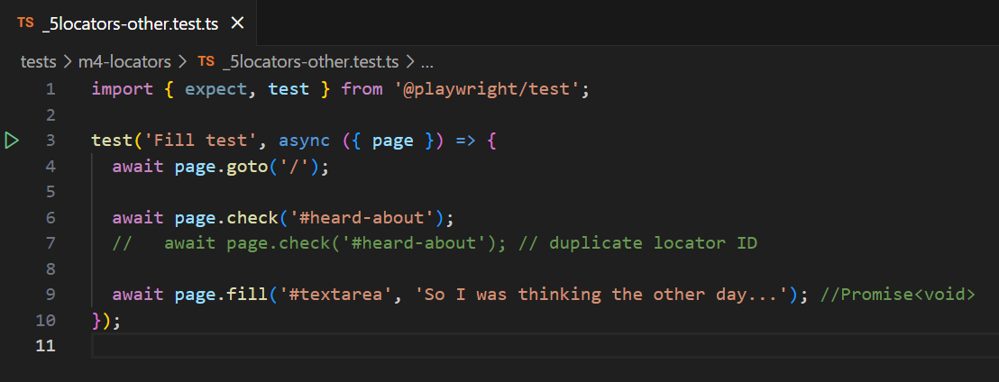 TS _5locators-other.test.ts ×
tests > m4-locators > TS _5locators-other.test.ts > ...
1 import { expect, test } from '@playwright/test';
2
3 test('Fill test', async ({ page }) => {
4 await page.goto('/');
5
6 await page.check('#heard-about');
7 //   await page.check('#heard-about'); // duplicate locator ID
8
9 await page.fill('#textarea', 'So I was thinking the other day...'); //Promise<void>
10 });
11